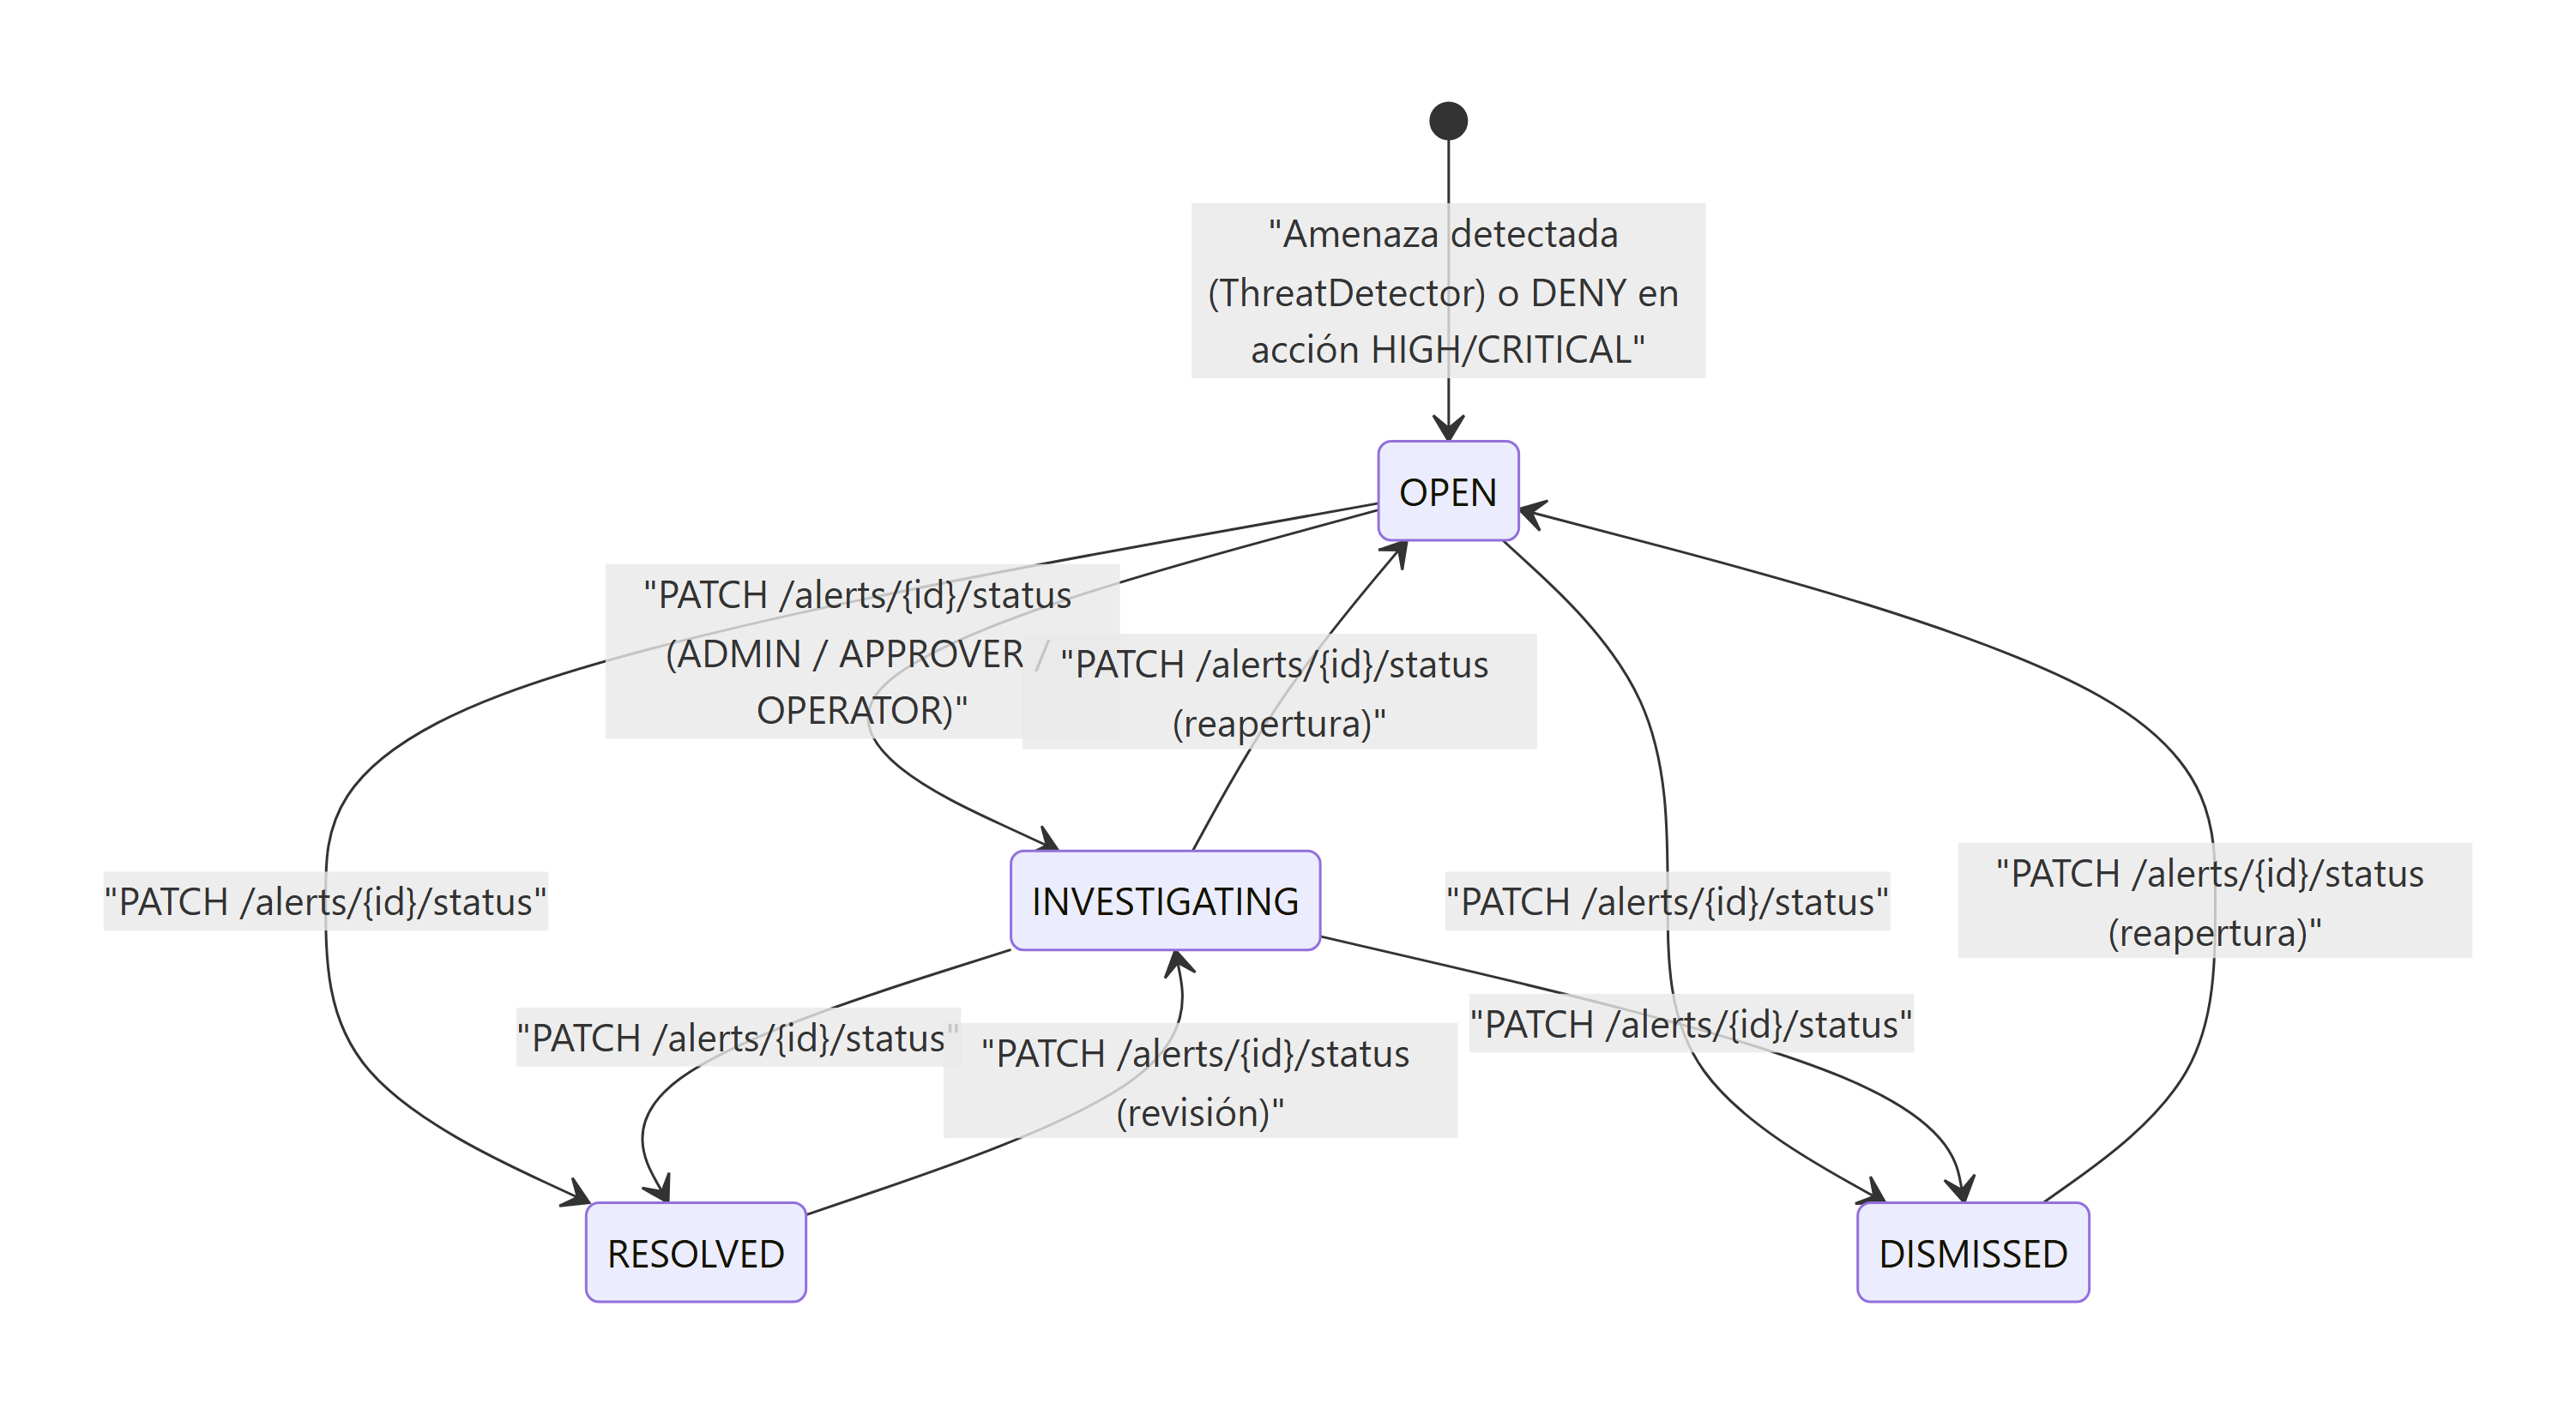 "Amenaza detectada
(ThreatDetector) o DENY en
acción HIGH/CRITICAL"
OPEN
"PATCH /alerts/{id}/status
(ADMIN / APPROVER /
OPERATOR)"
"PATCH /alerts/{id}/status
(reapertura)"
"PATCH /alerts/{id}/status"
INVESTIGATING
"PATCH /alerts/{id}/status"
"PATCH /alerts/{id}/status
(reapertura)"
"PATCH /alerts/{id}/status"
"PATCH /alerts/{id}/status
(revisión)"
"PATCH /alerts/{id}/status"
RESOLVED
DISMISSED